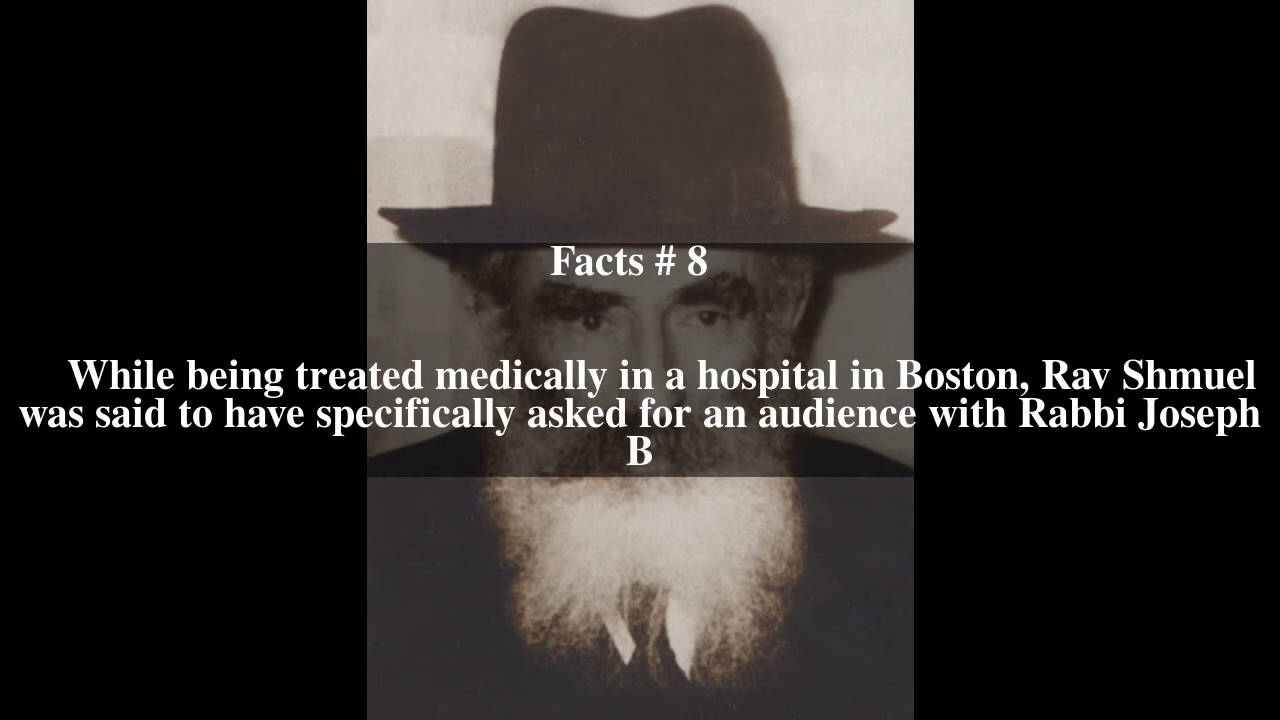 Facts # 8
While being treated medically in a hospital in Boston, Rav Shmuel
was said to have specifically asked for an audience with Rabbi Joseph
B